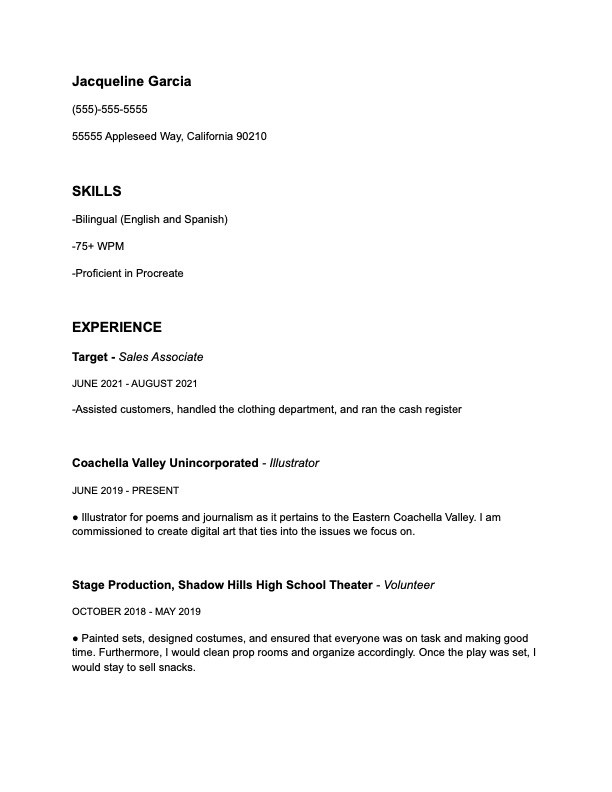 Jacqueline Garcia
(555)-555-5555
55555 Appleseed Way, California 90210
SKILLS
-Bilingual (English and Spanish)
-75+ WPM
-Proficient in Procreate
EXPERIENCE
Target - Sales Associate
JUNE 2021 - AUGUST 2021
-Assisted customers, handled the clothing department, and ran the cash register
Coachella Valley Unincorporated - Illustrator
JUNE 2019 - PRESENT
● Illustrator for poems and journalism as it pertains to the Eastern Coachella Valley. I am
commissioned to create digital art that ties into the issues we focus on.
Stage Production, Shadow Hills High School Theater - Volunteer
OCTOBER 2018 - MAY 2019
● Painted sets, designed costumes, and ensured that everyone was on task and making good
time. Furthermore, I would clean prop rooms and organize accordingly. Once the play was set, I
would stay to sell snacks.